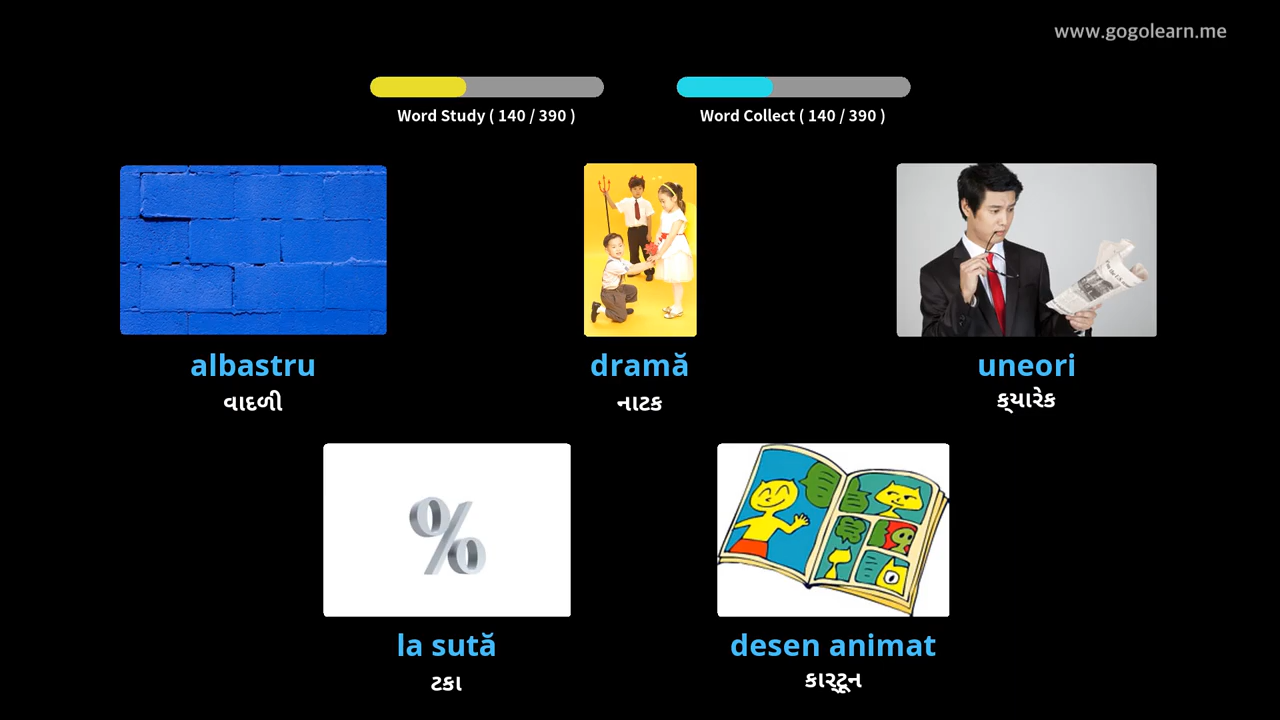 www.gogolearn.me
Word Study ( 140 / 390 )
Word Collect ( 140 / 390 )
albastru
વાદળી
dramă
નાટક
uneori
ક્યારેક
%
la sută
ટકા
desen animat
કાર્ટૂન